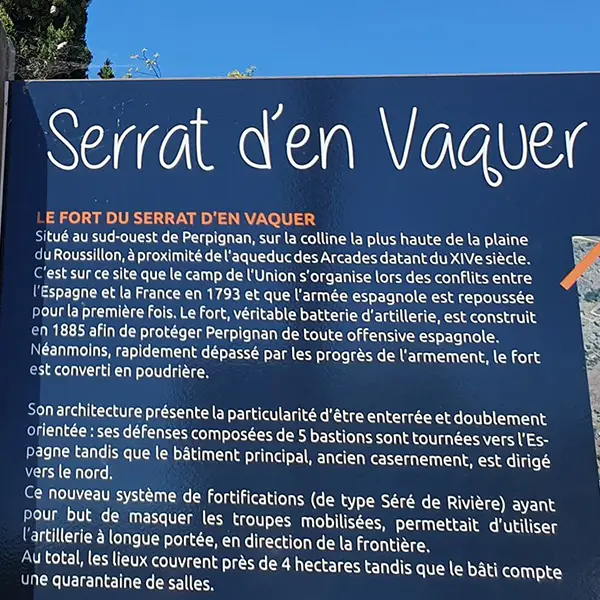 Serrat d'en Vaquer
LE FORT DU SERRAT D'EN VAQUER
Situé au sud-ouest de Perpignan, sur la colline la plus haute de la plaine
du Roussillon, à proximité de l'aqueduc des Arcades datant du XIVe siècle.
C'est sur ce site que le camp de l'Union s'organise lors des conflits entre
l'Espagne et la France en 1793 et que l'armée espagnole est repoussée
pour la première fois. Le fort, véritable batterie d'artillerie, est construit
en 1885 afin de protéger Perpignan de toute offensive espagnole.
Néanmoins, rapidement dépassé par les progrès de l'armement, le fort
est converti en poudrière.
Son architecture présente la particularité d'être enterrée et doublement
orientée : ses défenses composées de 5 bastions sont tournées vers l'Es-
pagne tandis que le bâtiment principal, ancien casernement, est dirigé
vers le nord.
Ce nouveau système de fortifications (de type Séré de Rivière) ayant
pour but de masquer les troupes mobilisées, permettait d'utiliser
l'artillerie à longue portée, en direction de la frontière.
Au total, les lieux couvrent près de 4 hectares tandis que le bâti compte
une quarantaine de salles.